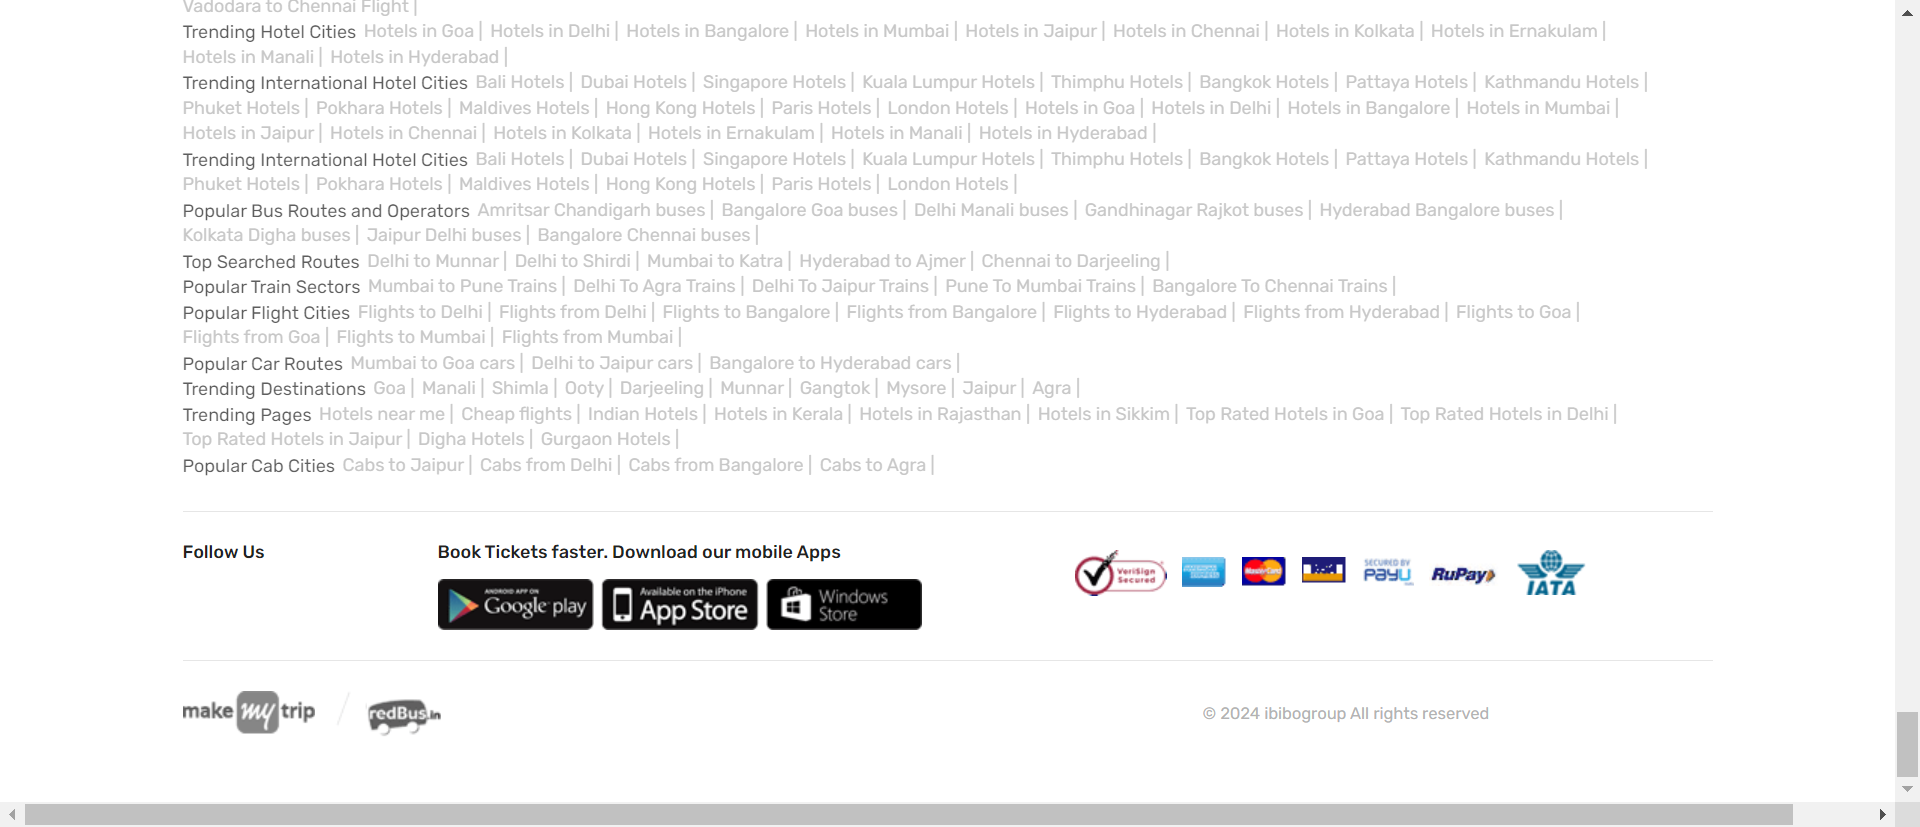 Vadodara to Chennai Flight |
Trending Hotel Cities Hotels in Goa | Hotels in Delhi | Hotels in Bangalore | Hotels in Mumbai | Hotels in Jaipur | Hotels in Chennai | Hotels in Kolkata | Hotels in Ernakulam |
Hotels in Manali | Hotels in Hyderabad |
Trending International Hotel Cities Bali Hotels | Dubai Hotels | Singapore Hotels | Kuala Lumpur Hotels | Thimphu Hotels | Bangkok Hotels | Pattaya Hotels | Kathmandu Hotels |
Phuket Hotels | Pokhara Hotels | Maldives Hotels | Hong Kong Hotels | Paris Hotels | London Hotels | Hotels in Goa | Hotels in Delhi | Hotels in Bangalore | Hotels in Mumbai |
Hotels in Jaipur | Hotels in Chennai | Hotels in Kolkata | Hotels in Ernakulam | Hotels in Manali | Hotels in Hyderabad |
Trending International Hotel Cities Bali Hotels | Dubai Hotels | Singapore Hotels | Kuala Lumpur Hotels | Thimphu Hotels | Bangkok Hotels | Pattaya Hotels | Kathmandu Hotels |
Phuket Hotels | Pokhara Hotels | Maldives Hotels | Hong Kong Hotels | Paris Hotels | London Hotels |
Popular Bus Routes and Operators Amritsar Chandigarh buses | Bangalore Goa buses | Delhi Manali buses | Gandhinagar Rajkot buses | Hyderabad Bangalore buses |
Kolkata Digha buses | Jaipur Delhi buses | Bangalore Chennai buses |
Top Searched Routes Delhi to Munnar | Delhi to Shirdi | Mumbai to Katra | Hyderabad to Ajmer | Chennai to Darjeeling |
Popular Train Sectors Mumbai to Pune Trains | Delhi To Agra Trains | Delhi To Jaipur Trains | Pune To Mumbai Trains | Bangalore To Chennai Trains |
Popular Flight Cities Flights to Delhi | Flights from Delhi | Flights to Bangalore | Flights from Bangalore | Flights to Hyderabad | Flights from Hyderabad | Flights to Goa |
Flights from Goa | Flights to Mumbai | Flights from Mumbai |
Popular Car Routes Mumbai to Goa cars | Delhi to Jaipur cars | Bangalore to Hyderabad cars |
Trending Destinations Goa | Manali | Shimla | Ooty | Darjeeling | Munnar | Gangtok | Mysore | Jaipur | Agra |
Trending Pages Hotels near me | Cheap flights | Indian Hotels | Hotels in Kerala | Hotels in Rajasthan | Hotels in Sikkim | Top Rated Hotels in Goa | Top Rated Hotels in Delhi |
Top Rated Hotels in Jaipur | Digha Hotels | Gurgaon Hotels |
Popular Cab Cities Cabs to Jaipur | Cabs from Delhi | Cabs from Bangalore | Cabs to Agra |
Follow Us
Book Tickets faster. Download our mobile Apps
ANDROID APP ON
Google play
Available on the iPhone
App Store
Windows
Store
VeriSign
Secured
MasterCard
SECURED BY
PayU
RuPay
IATA
make my trip
redBus.in
© 2024 ibibogroup All rights reserved